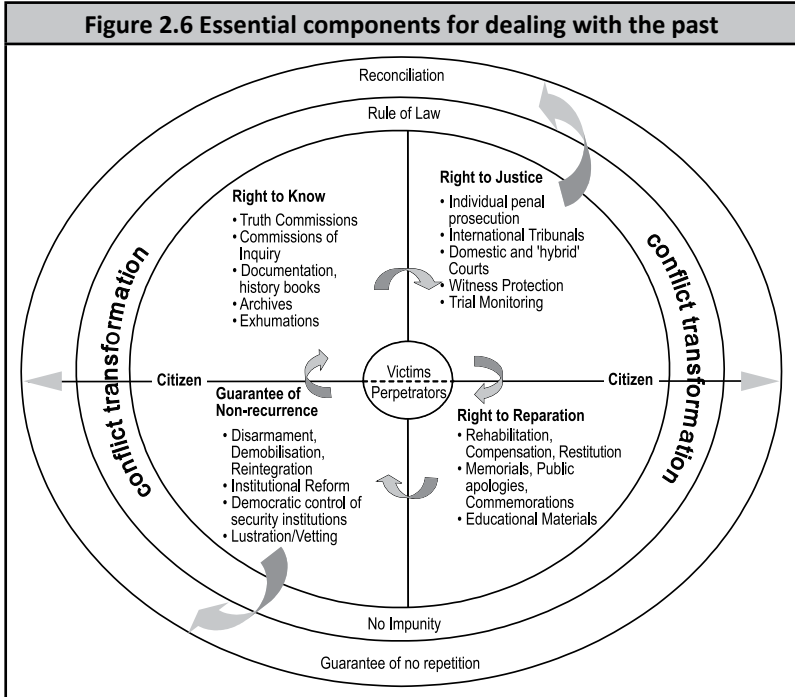 Figure 2.6 Essential components for dealing with the past
Reconciliation
Rule of Law
conflict transformation
conflict transformation
Right to Know
• Truth Commissions
• Commissions of
Inquiry
• Documentation,
history books
• Archives
• Exhumations
Right to Justice
• Individual penal
prosecution
• International Tribunals
• Domestic and 'hybrid'
Courts
• Witness Protection
• Trial Monitoring
Citizen
Victims
Perpetrators
Citizen
Guarantee of
Non-recurrence
• Disarmament,
Demobilisation,
Reintegration
• Institutional Reform
• Democratic control of
security institutions
• Lustration/Vetting
Right to Reparation
• Rehabilitation,
Compensation, Restitution
• Memorials, Public
apologies,
Commemorations
• Educational Materials
No Impunity
Guarantee of no repetition